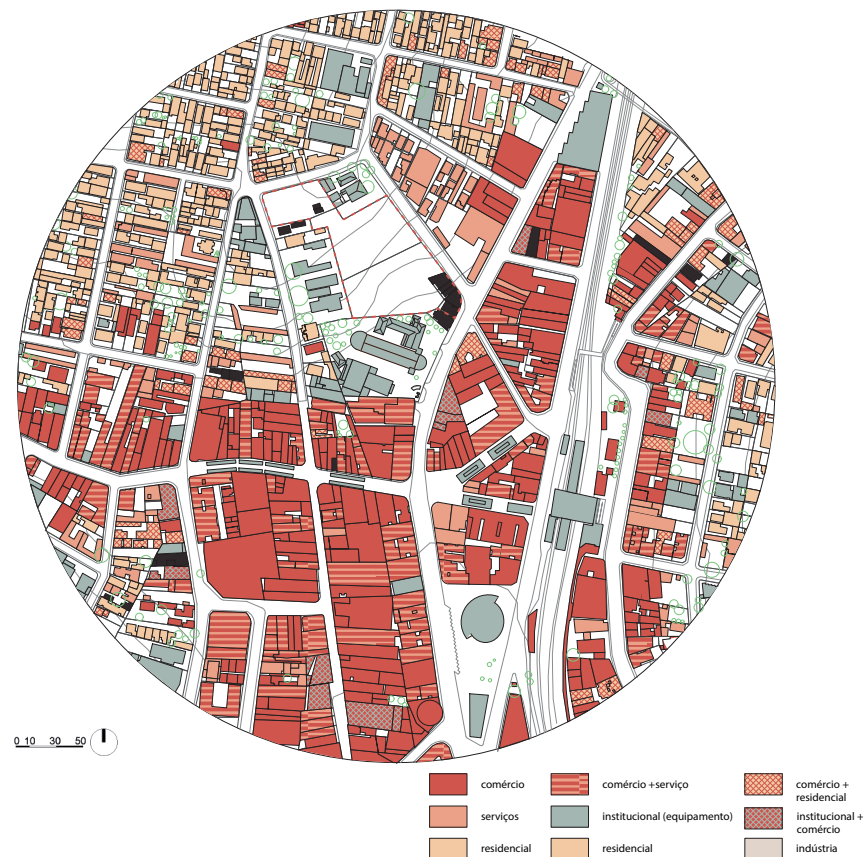 0 10 30 50
comércio
comércio +serviço
comércio +
residencial
serviços
institucional (equipamento)
institucional +
comércio
residencial
residencial
indústria